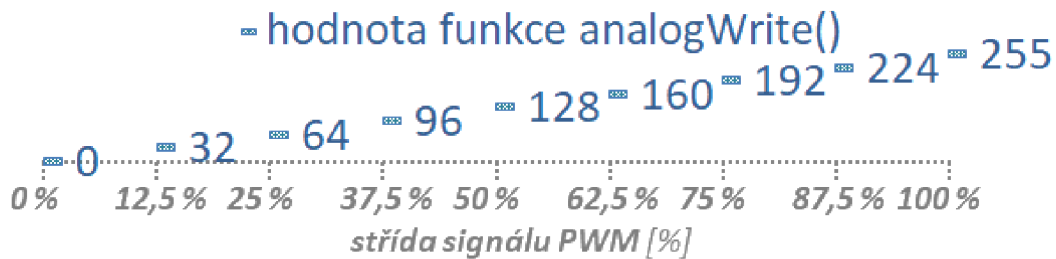 hodnota funkce analogWrite()
0 32 64 96 128 160 192 224 255
0 % 12,5 % 25 % 37,5 % 50 % 62,5 % 75 % 87,5 % 100 %
střída signálu PWM [%]